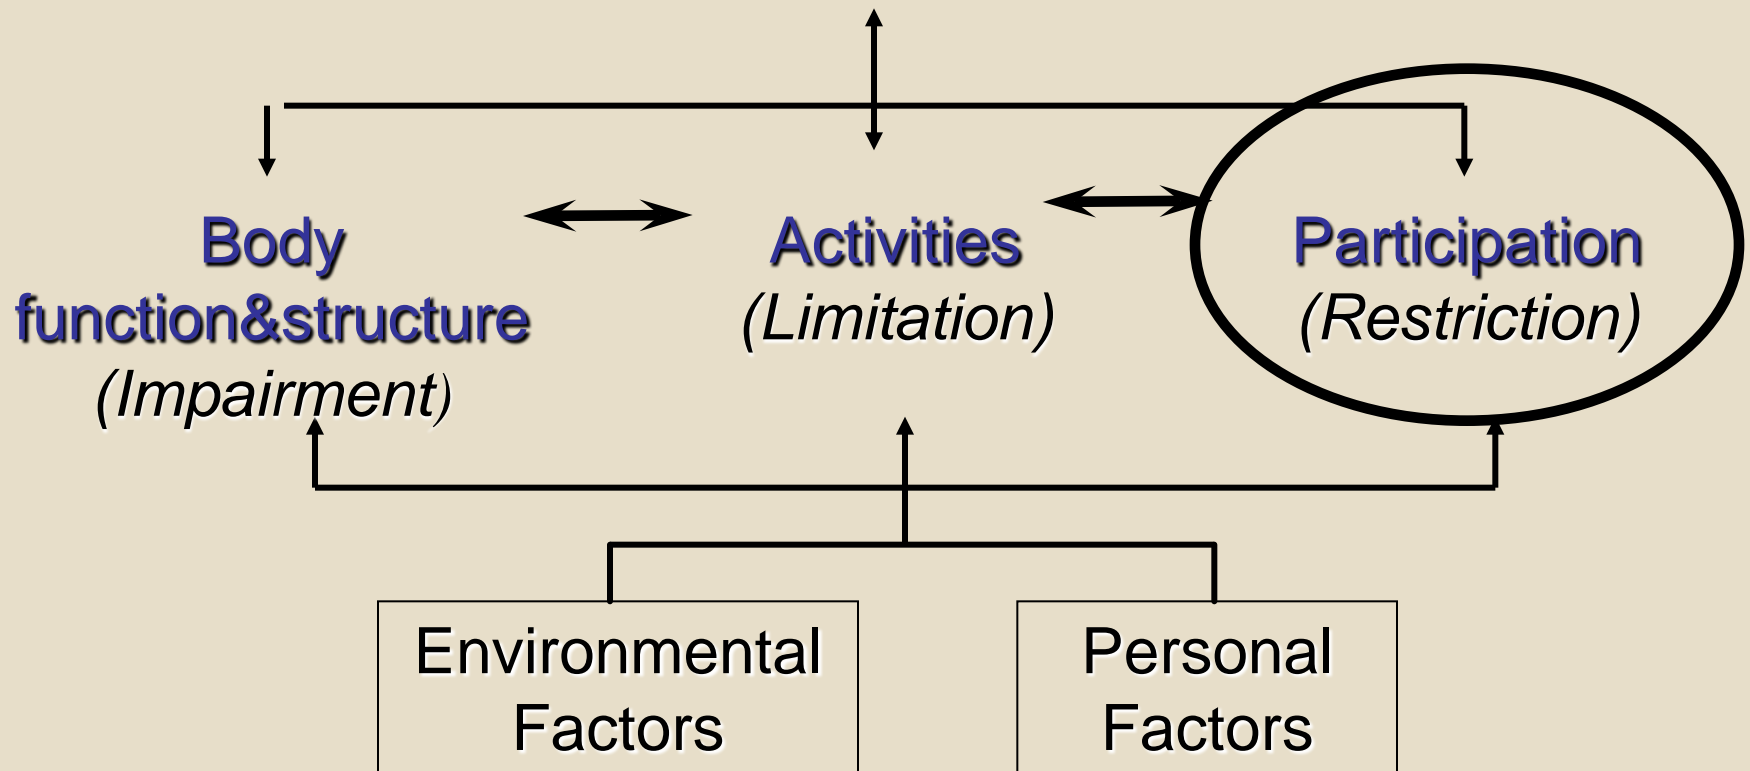 Body
function&structure
(Impairment)
Activities
(Limitation)
Participation
(Restriction)
Environmental
Factors
Personal
Factors